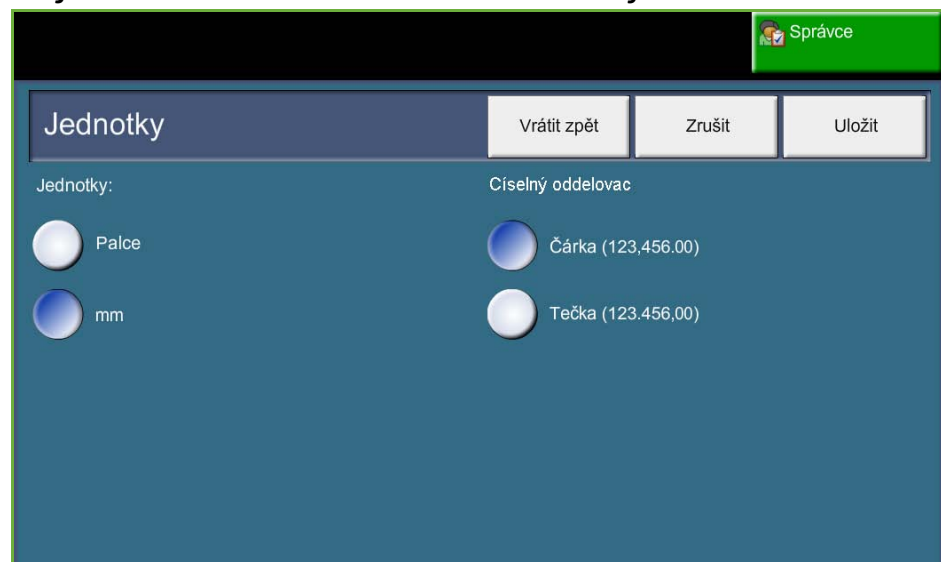 Správce
Jednotky
Vrátit zpět
Zrušit
Uložit
Jednotky:
Císelný oddelovac
Palce
Čárka (123,456.00)
mm
Tečka (123.456,00)